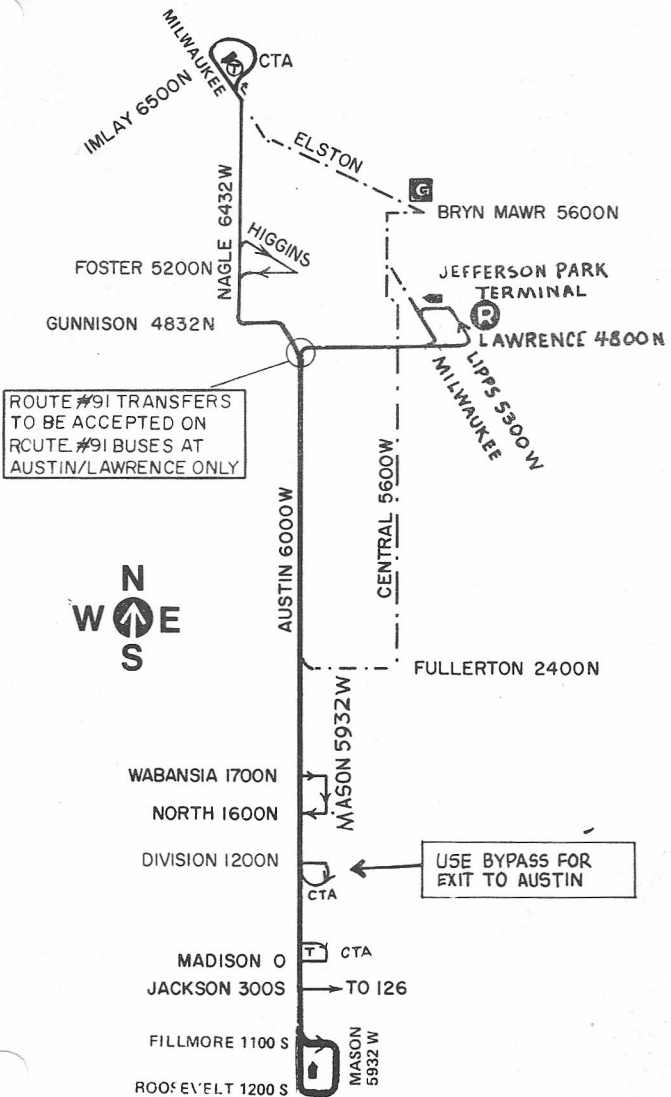 MILWAUKEE
T
CTA
IMLAY 6500N
ELSTON
G
BRYN MAWR 5600N
NAGLE 6432W
HIGGINS
FOSTER 5200N
JEFFERSON PARK
TERMINAL
GUNNISON 4832N
R
LAWRENCE 4800N
LIPPS 5300W
MILWAUKEE
ROUTE #91 TRANSFERS
TO BE ACCEPTED ON
ROUTE #91 BUSES AT
AUSTIN/LAWRENCE ONLY
AUSTIN 6000W
CENTRAL 5600W
N
W E
S
FULLERTON 2400N
MASON 5932W
WABANSIA 1700N
NORTH 1600N
DIVISION 1200N
CTA
USE BYPASS FOR
EXIT TO AUSTIN
T CTA
MADISON 0
JACKSON 300S
TO 126
FILLMORE 1100 S
MASON
5932 W
ROOSEVELT 1200 S